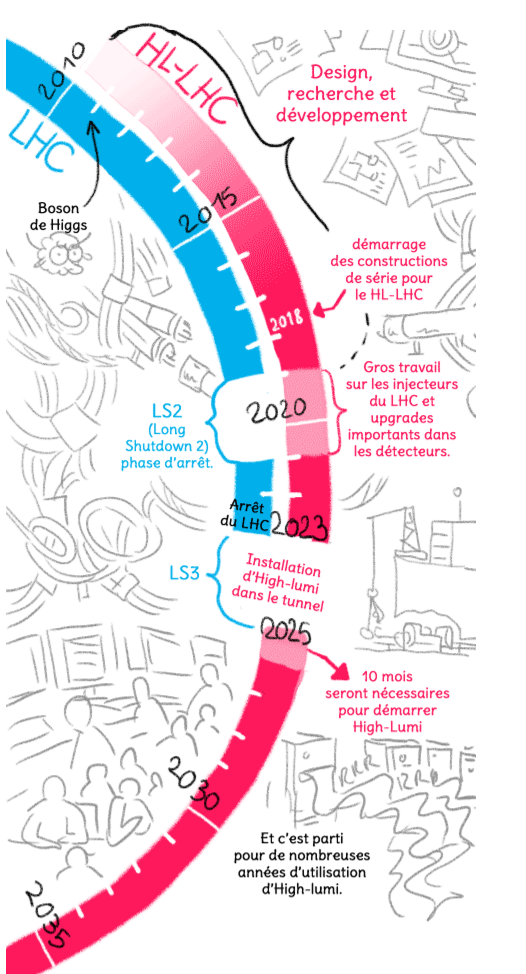 2010
HL-LHC
LHC
Design,
recherche et
développement
Boson
de Higgs
2015
démarrage
des constructions
de série pour
le HL-LHC
2018
Gros travail
sur les injecteurs
du LHC et
upgrades
importants dans
les détecteurs.
2020
LS2
(Long
Shutdown 2)
phase d'arrêt.
Arrêt
du LHC
2023
LS3
Installation
d'High-lumi
dans le tunnel
2025
10 mois
seront nécessaires
pour démarrer
High-Lumi
RRR
RRR
2030
Et c'est parti
pour de nombreuses
années d'utilisation
d'High-lumi.
2035